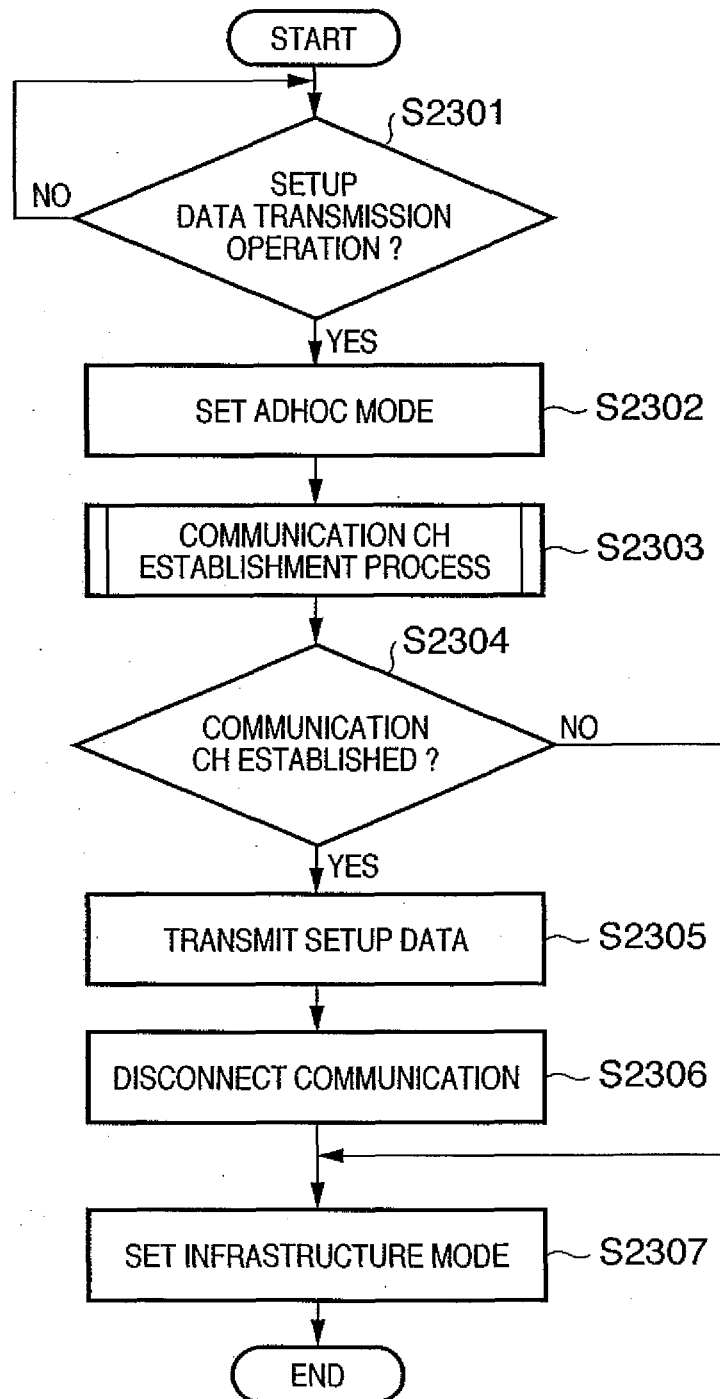 START
S2301
NO
SETUP
DATA TRANSMISSION
OPERATION ?
YES
SET ADHOC MODE
S2302
COMMUNICATION CH
ESTABLISHMENT PROCESS
S2303
S2304
COMMUNICATION
CH ESTABLISHED ?
NO
YES
TRANSMIT SETUP DATA
S2305
DISCONNECT COMMUNICATION
S2306
SET INFRASTRUCTURE MODE
S2307
END